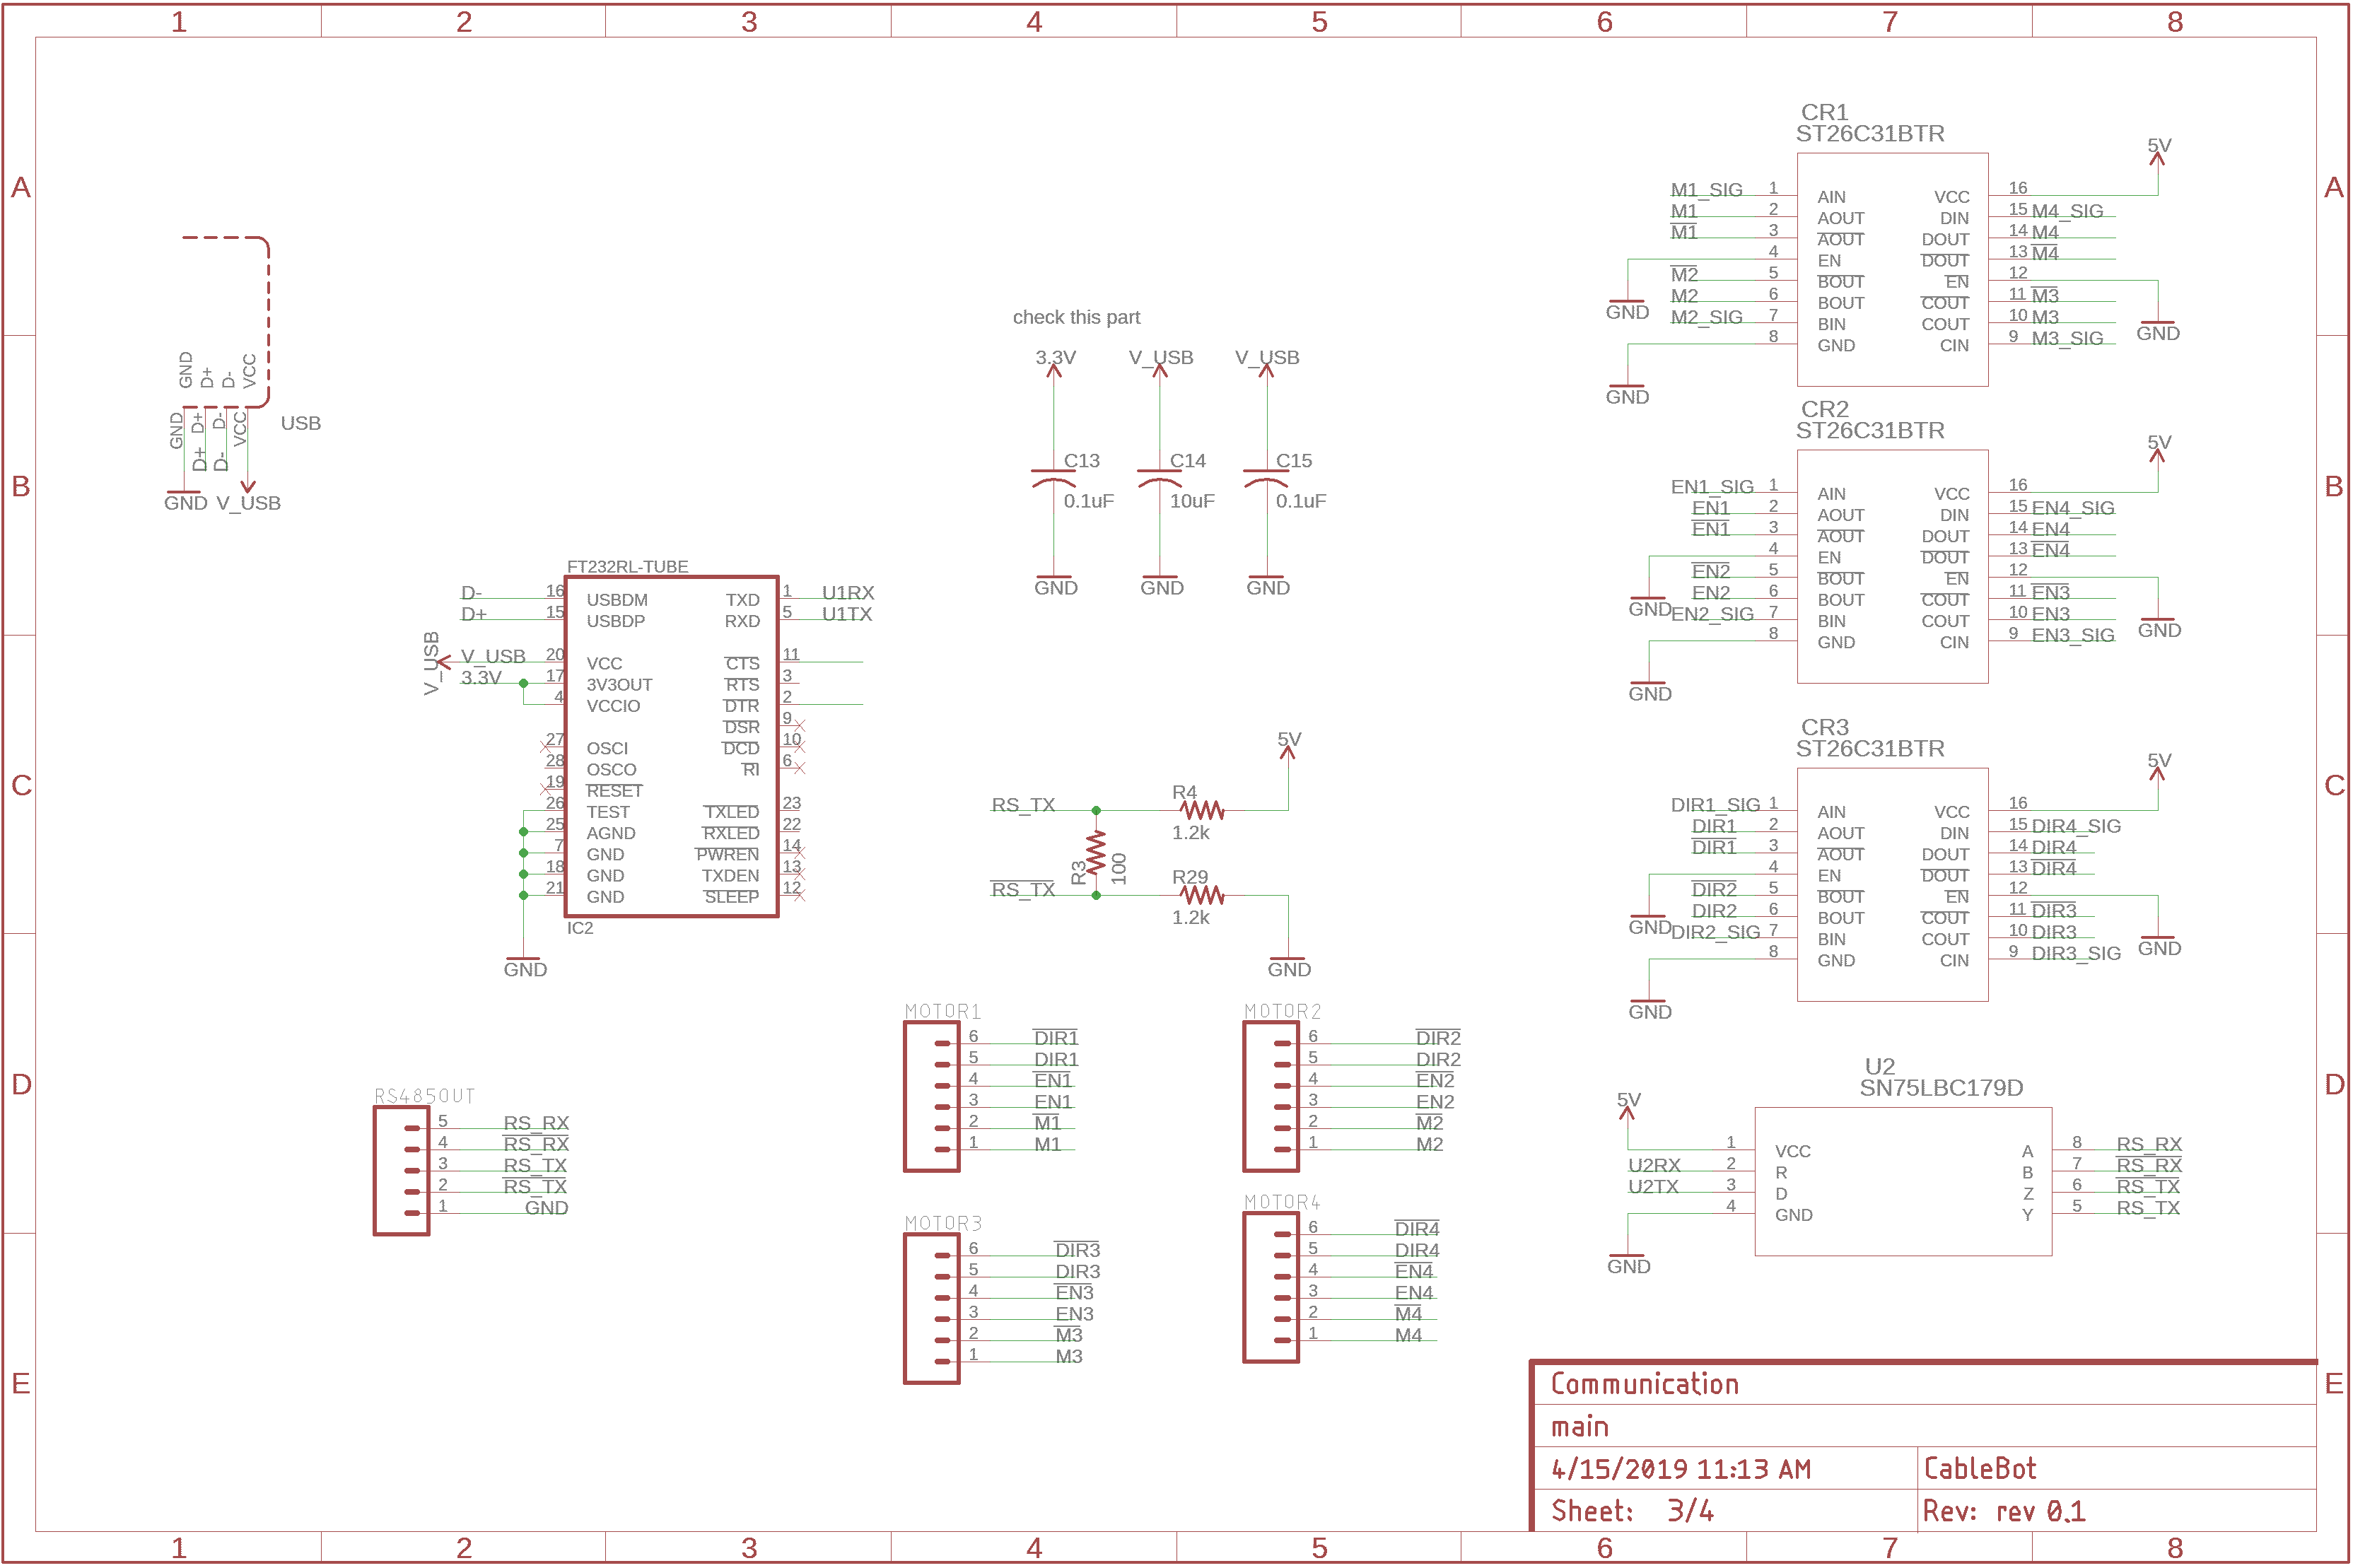 1 2 3 4 5 6 7 8
A
B
C
D
E
A
B
C
D
E
GND
D+
D-
VCC
GND
D+
D-
VCC
D+
D-
USB
GND V_USB
check this part
3.3V V_USB V_USB
C13 C14 C15
0.1uF 10uF 0.1uF
GND GND GND
FT232RL-TUBE
D- 16 USBDM TXD 1 U1RX
D+ 15 USBDP RXD 5 U1TX
V_USB
V_USB 20 VCC CTS 11
3.3V 17 3V3OUT RTS 3
4 VCCIO DTR 2
DSR 9
27 OSCI DCD 10
28 OSCO RI 6
19 RESET
26 TEST TXLED 23
25 AGND RXLED 22
7 GND PWREN 14
18 GND TXDEN 13
21 GND SLEEP 12
IC2
GND
5V
RS_TX R4
1.2k
R3 100
RS_TX R29
1.2k
GND
RS485OUT
5 RS_RX
4 RS_RX
3 RS_TX
2 RS_TX
1 GND
MOTOR1
6 DIR1
5 DIR1
4 EN1
3 EN1
2 M1
1 M1
MOTOR2
6 DIR2
5 DIR2
4 EN2
3 EN2
2 M2
1 M2
MOTOR3
6 DIR3
5 DIR3
4 EN3
3 EN3
2 M3
1 M3
MOTOR4
6 DIR4
5 DIR4
4 EN4
3 EN4
2 M4
1 M4
CR1
ST26C31BTR
5V
M1_SIG 1 AIN VCC 16
M1 2 AOUT DIN 15 M4_SIG
M1 3 AOUT DOUT 14 M4
4 EN DOUT 13 M4
M2 5 BOUT EN 12
M2 6 BOUT COUT 11 M3
M2_SIG 7 BIN COUT 10 M3
8 GND CIN 9 M3_SIG
GND
GND
GND
CR2
ST26C31BTR
5V
EN1_SIG 1 AIN VCC 16
EN1 2 AOUT DIN 15 EN4_SIG
EN1 3 AOUT DOUT 14 EN4
4 EN DOUT 13 EN4
EN2 5 BOUT EN 12
EN2 6 BOUT COUT 11 EN3
EN2_SIG 7 BIN COUT 10 EN3
8 GND CIN 9 EN3_SIG
GND
GND
GND
CR3
ST26C31BTR
5V
DIR1_SIG 1 AIN VCC 16
DIR1 2 AOUT DIN 15 DIR4_SIG
DIR1 3 AOUT DOUT 14 DIR4
4 EN DOUT 13 DIR4
DIR2 5 BOUT EN 12
DIR2 6 BOUT COUT 11 DIR3
DIR2_SIG 7 BIN COUT 10 DIR3
8 GND CIN 9 DIR3_SIG
GND
GND
GND
U2
SN75LBC179D
5V
1 VCC A 8 RS_RX
U2RX 2 R B 7 RS_RX
U2TX 3 D Z 6 RS_TX
4 GND Y 5 RS_TX
GND
Communication
main
4/15/2019 11:13 AM CableBot
Sheet: 3/4 Rev: rev 0.1
1 2 3 4 5 6 7 8